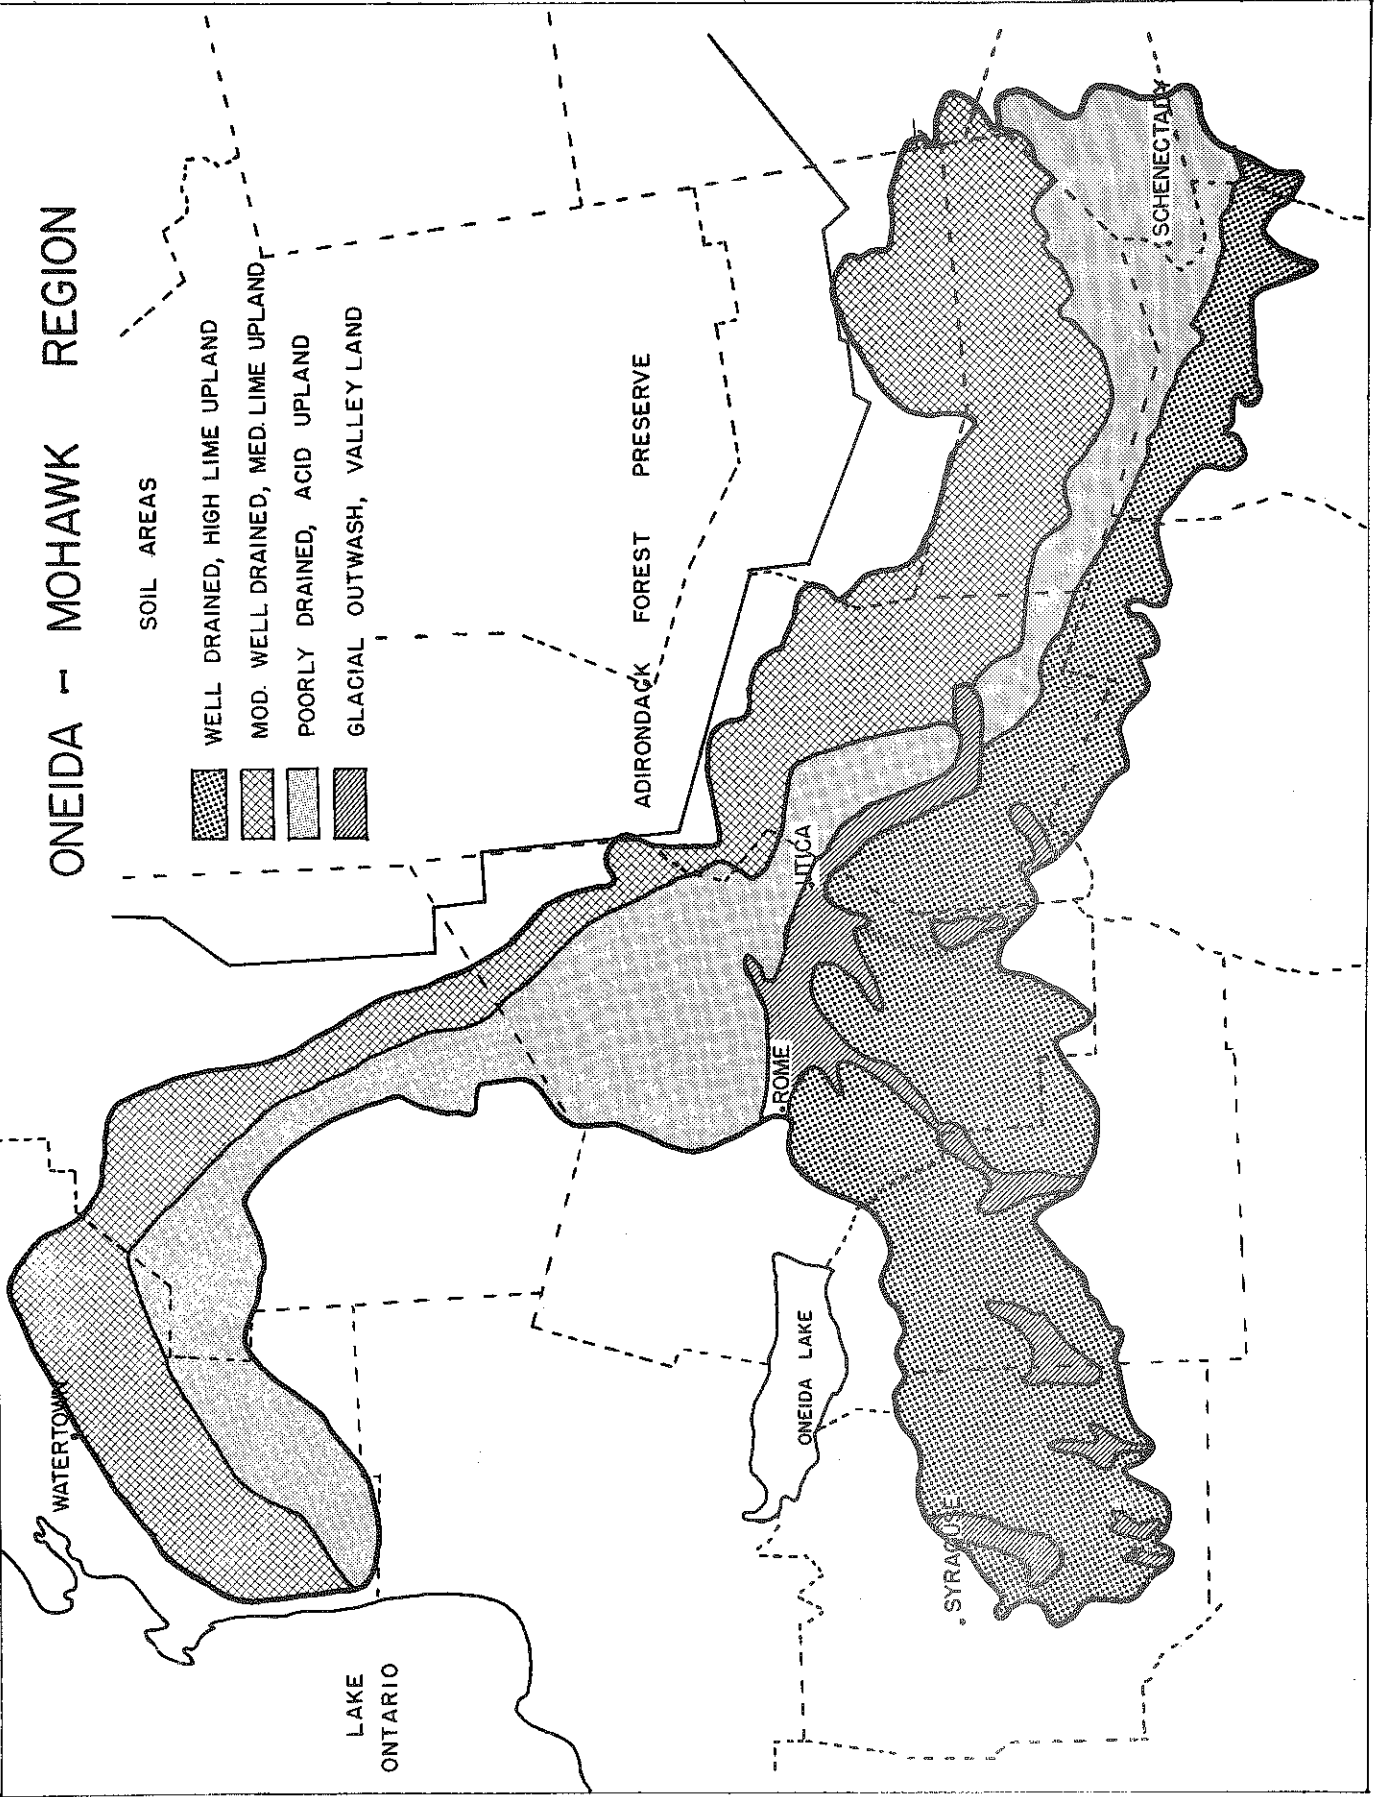 ONEIDA - MOHAWK REGION
SOIL AREAS
WELL DRAINED, HIGH LIME UPLAND
MOD. WELL DRAINED, MED. LIME UPLAND
POORLY DRAINED, ACID UPLAND
GLACIAL OUTWASH, VALLEY LAND
WATERTOWN
LAKE
ONTARIO
ADIRONDACK FOREST PRESERVE
ONEIDA LAKE
ROME
UTICA
SYRACUSE
SCHENECTADY